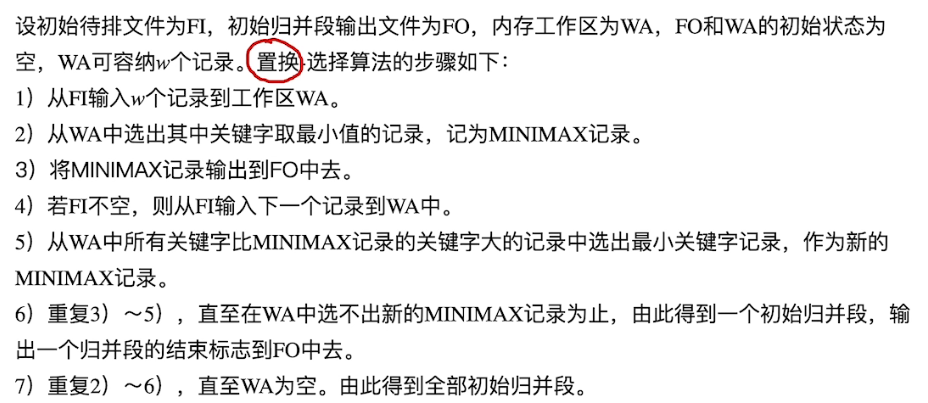 设初始待排文件为FI，初始归并段输出文件为FO，内存工作区为WA，FO和WA的初始状态为
空，WA可容纳w个记录。置换-选择算法的步骤如下：
1）从FI输入w个记录到工作区WA。
2）从WA中选出其中关键字取最小值的记录，记为MINIMAX记录。
3）将MINIMAX记录输出到FO中去。
4）若FI不空，则从FI输入下一个记录到WA中。
5）从WA中所有关键字比MINIMAX记录的关键字大的记录中选出最小关键字记录，作为新的
MINIMAX记录。
6）重复3）～5），直至在WA中选不出新的MINIMAX记录为止，由此得到一个初始归并段，输
出一个归并段的结束标志到FO中去。
7）重复2）～6），直至WA为空。由此得到全部初始归并段。